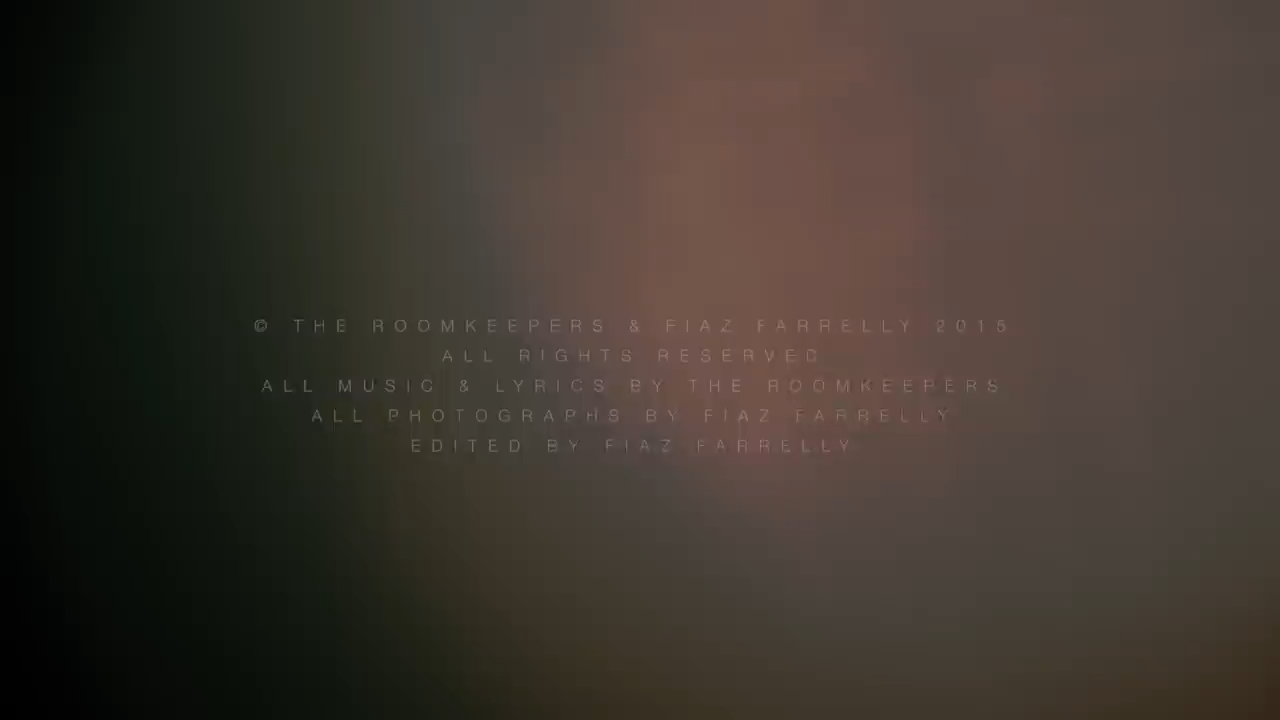 © THE ROOMKEEPERS & FIAZ FARRELLY 2015
ALL RIGHTS RESERVED
ALL MUSIC & LYRICS BY THE ROOMKEEPERS
ALL PHOTOGRAPHS BY FIAZ FARRELLY
EDITED BY FIAZ FARRELLY